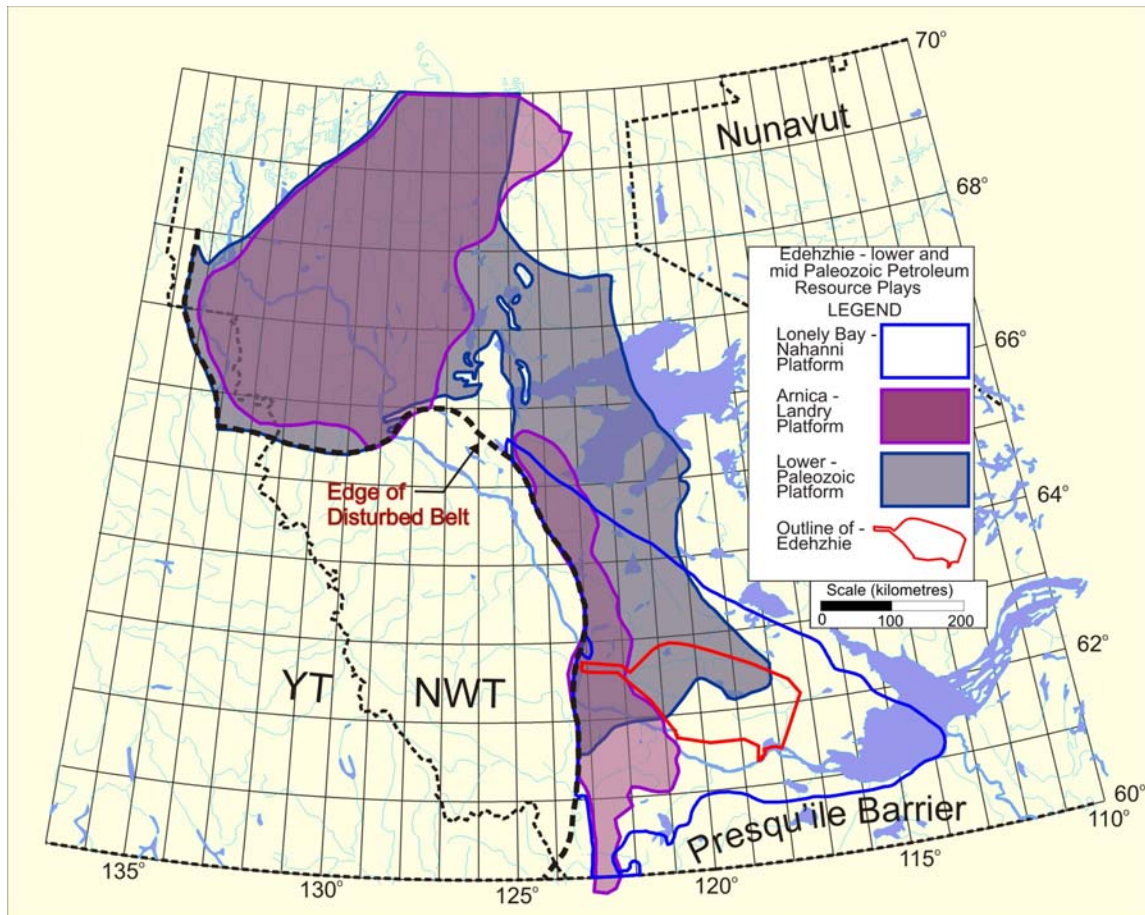 70°
Nunavut
68°
Edehzhie - lower and
mid Paleozoic Petroleum
Resource Plays
LEGEND
Lonely Bay -
Nahanni
Platform
Arnica -
Landry
Platform
Lower -
Paleozoic
Platform
Outline of -
Edehzhie
66°
Scale (kilometres)
0 100 200
64°
Edge of
Disturbed Belt
62°
YT
NWT
Presqu'ile Barrier
60°
110°
115°
120°
125°
130°
135°